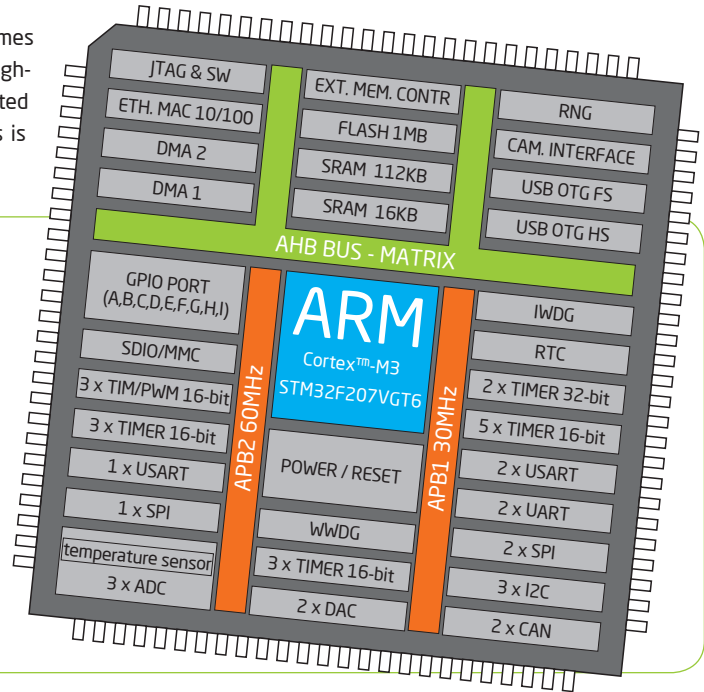 mes
gh-
ted
s is
JTAG & SW
ETH. MAC 10/100
DMA 2
DMA 1
EXT. MEM. CONTR
FLASH 1MB
SRAM 112KB
SRAM 16KB
RNG
CAM. INTERFACE
USB OTG FS
USB OTG HS
AHB BUS - MATRIX
GPIO PORT
(A,B,C,D,E,F,G,H,I)
SDIO/MMC
3 x TIM/PWM 16-bit
3 x TIMER 16-bit
1 x USART
1 x SPI
temperature sensor
3 x ADC
APB2 60MHz
ARM
Cortex™-M3
STM32F207VGT6
POWER / RESET
WWDG
3 x TIMER 16-bit
2 x DAC
APB1 30MHz
IWDG
RTC
2 x TIMER 32-bit
5 x TIMER 16-bit
2 x USART
2 x UART
2 x SPI
3 x I2C
2 x CAN